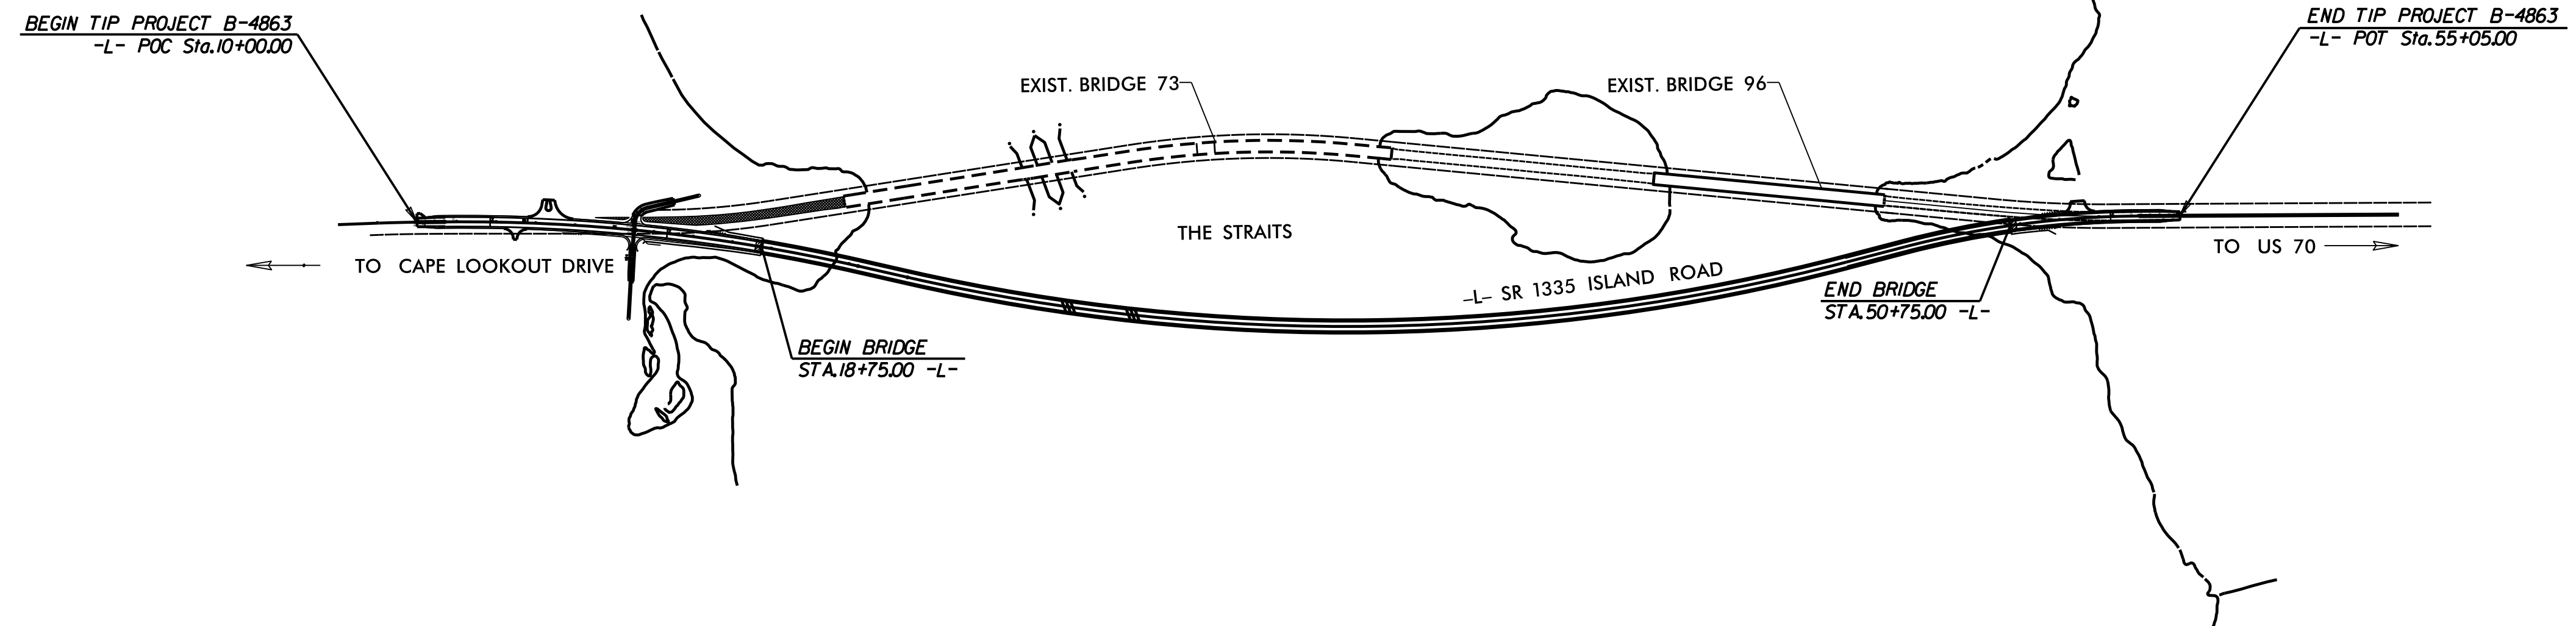 BEGIN TIP PROJECT B-4863
-L- POC Sta.10+00.00
END TIP PROJECT B-4863
-L- POT Sta.55+05.00
EXIST. BRIDGE 73
EXIST. BRIDGE 96
THE STRAITS
TO CAPE LOOKOUT DRIVE
TO US 70
-L- SR 1335 ISLAND ROAD
END BRIDGE
STA.50+75.00 -L-
BEGIN BRIDGE
STA.18+75.00 -L-